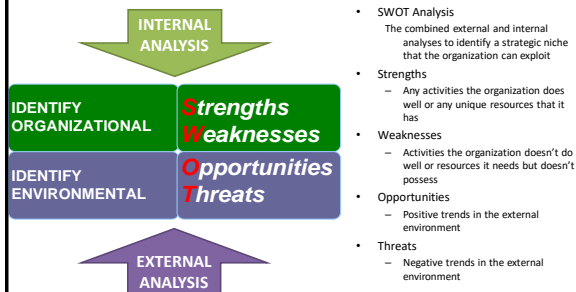 INTERNAL
ANALYSIS
IDENTIFY
ORGANIZATIONAL
Strengths
Weaknesses
IDENTIFY
ENVIRONMENTAL
Opportunities
Threats
EXTERNAL
ANALYSIS
• SWOT Analysis
The combined external and internal
analyses to identify a strategic niche
that the organization can exploit
• Strengths
– Any activities the organization does
well or any unique resources that it
has
• Weaknesses
– Activities the organization doesn’t do
well or resources it needs but doesn’t
possess
• Opportunities
– Positive trends in the external
environment
• Threats
– Negative trends in the external
environment